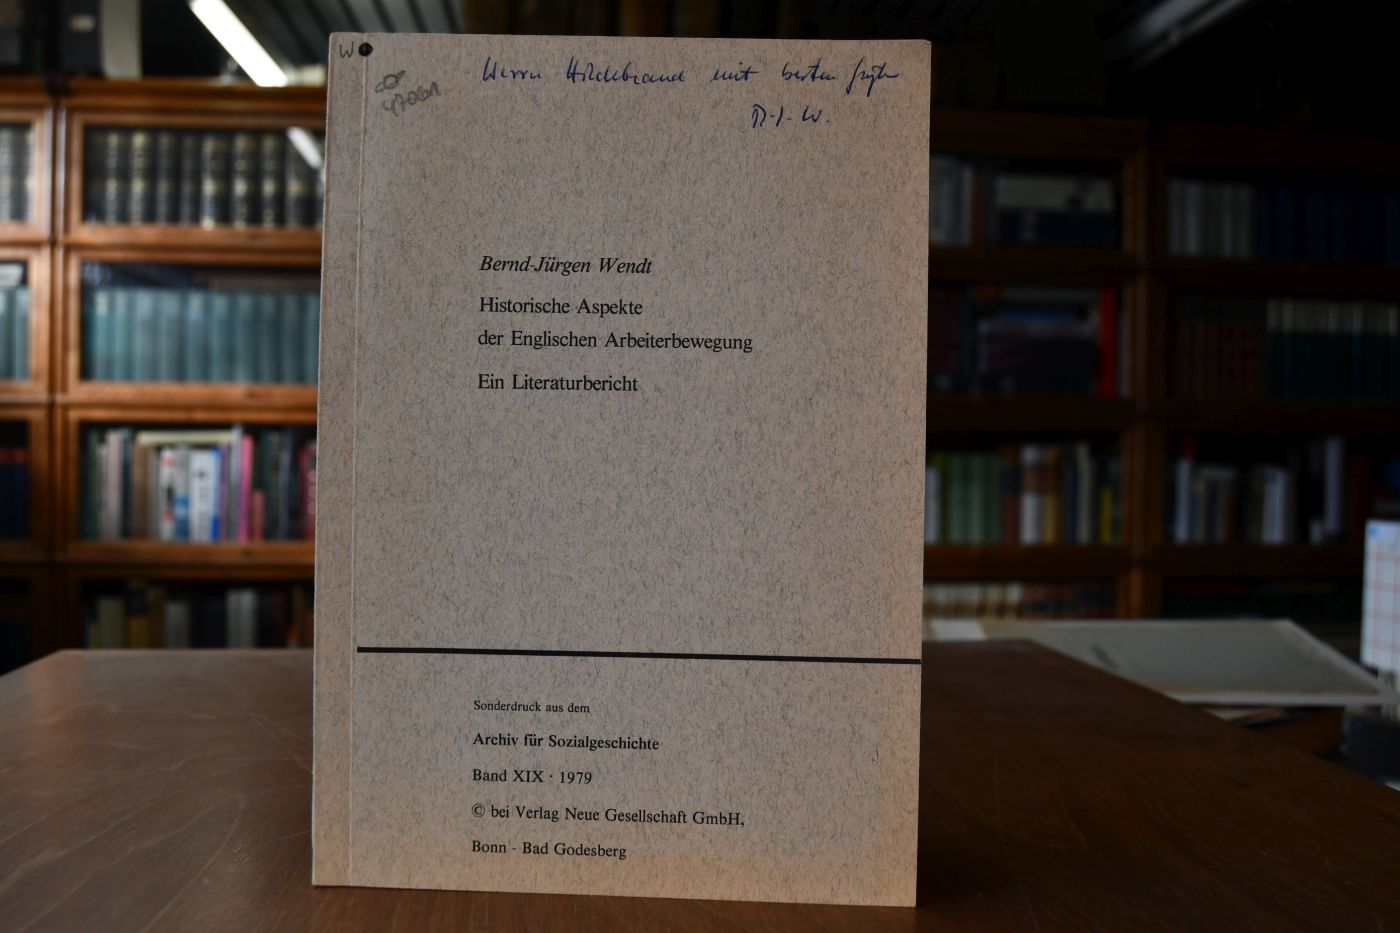 W
47061
Herrn Hildebrand mit besten Grüßen
B.-J. W.
Bernd-Jürgen Wendt
Historische Aspekte
der Englischen Arbeiterbewegung
Ein Literaturbericht
Sonderdruck aus dem
Archiv für Sozialgeschichte
Band XIX · 1979
© bei Verlag Neue Gesellschaft GmbH,
Bonn - Bad Godesberg